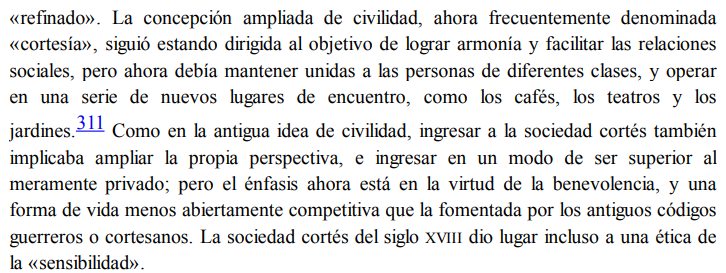 «refinado». La concepción ampliada de civilidad, ahora frecuentemente denominada
«cortesía», siguió estando dirigida al objetivo de lograr armonía y facilitar las relaciones
sociales, pero ahora debía mantener unidas a las personas de diferentes clases, y operar
en una serie de nuevos lugares de encuentro, como los cafés, los teatros y los
jardines.311 Como en la antigua idea de civilidad, ingresar a la sociedad cortés también
implicaba ampliar la propia perspectiva, e ingresar en un modo de ser superior al
meramente privado; pero el énfasis ahora está en la virtud de la benevolencia, y una
forma de vida menos abiertamente competitiva que la fomentada por los antiguos códigos
guerreros o cortesanos. La sociedad cortés del siglo XVIII dio lugar incluso a una ética de
la «sensibilidad».